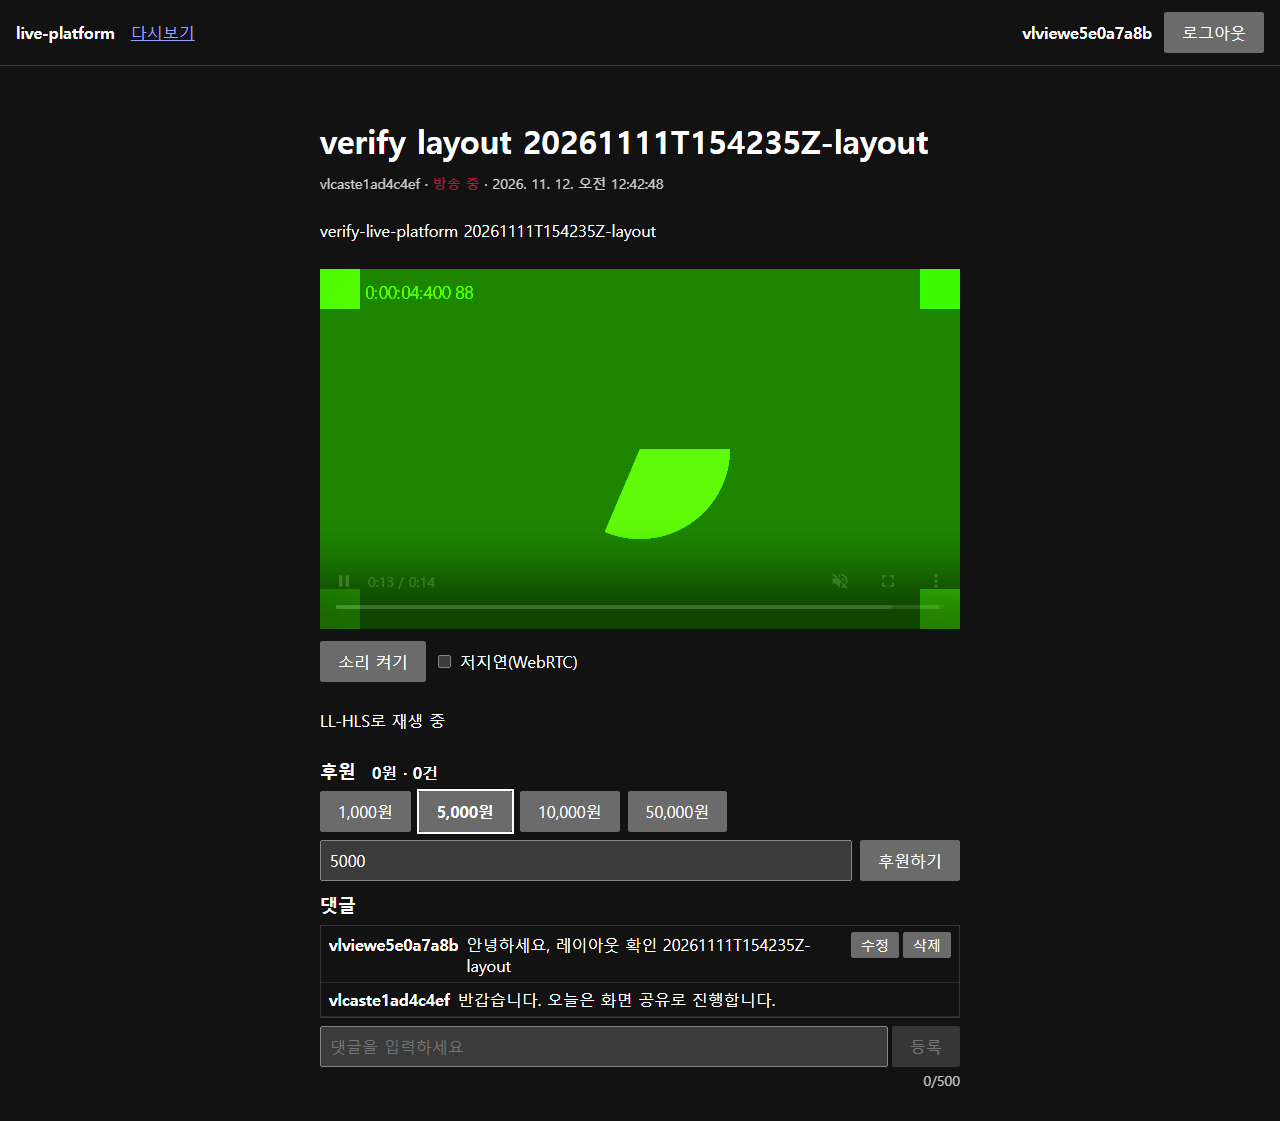 live-platform 다시보기 vlviewe5e0a7a8b 로그아웃
verify layout 20261111T154235Z-layout
vlcaste1ad4c4ef · 방송 중 · 2026. 11. 12. 오전 12:42:48
verify-live-platform 20261111T154235Z-layout
0:00:04:400 88
0:13 / 0:14
소리 켜기 저지연(WebRTC)
LL-HLS로 재생 중
후원 0원 · 0건
1,000원 5,000원 10,000원 50,000원
5000 후원하기
댓글
vlviewe5e0a7a8b 안녕하세요, 레이아웃 확인 20261111T154235Z- 수정 삭제
layout
vlcaste1ad4c4ef 반갑습니다. 오늘은 화면 공유로 진행합니다.
댓글을 입력하세요 등록
0/500